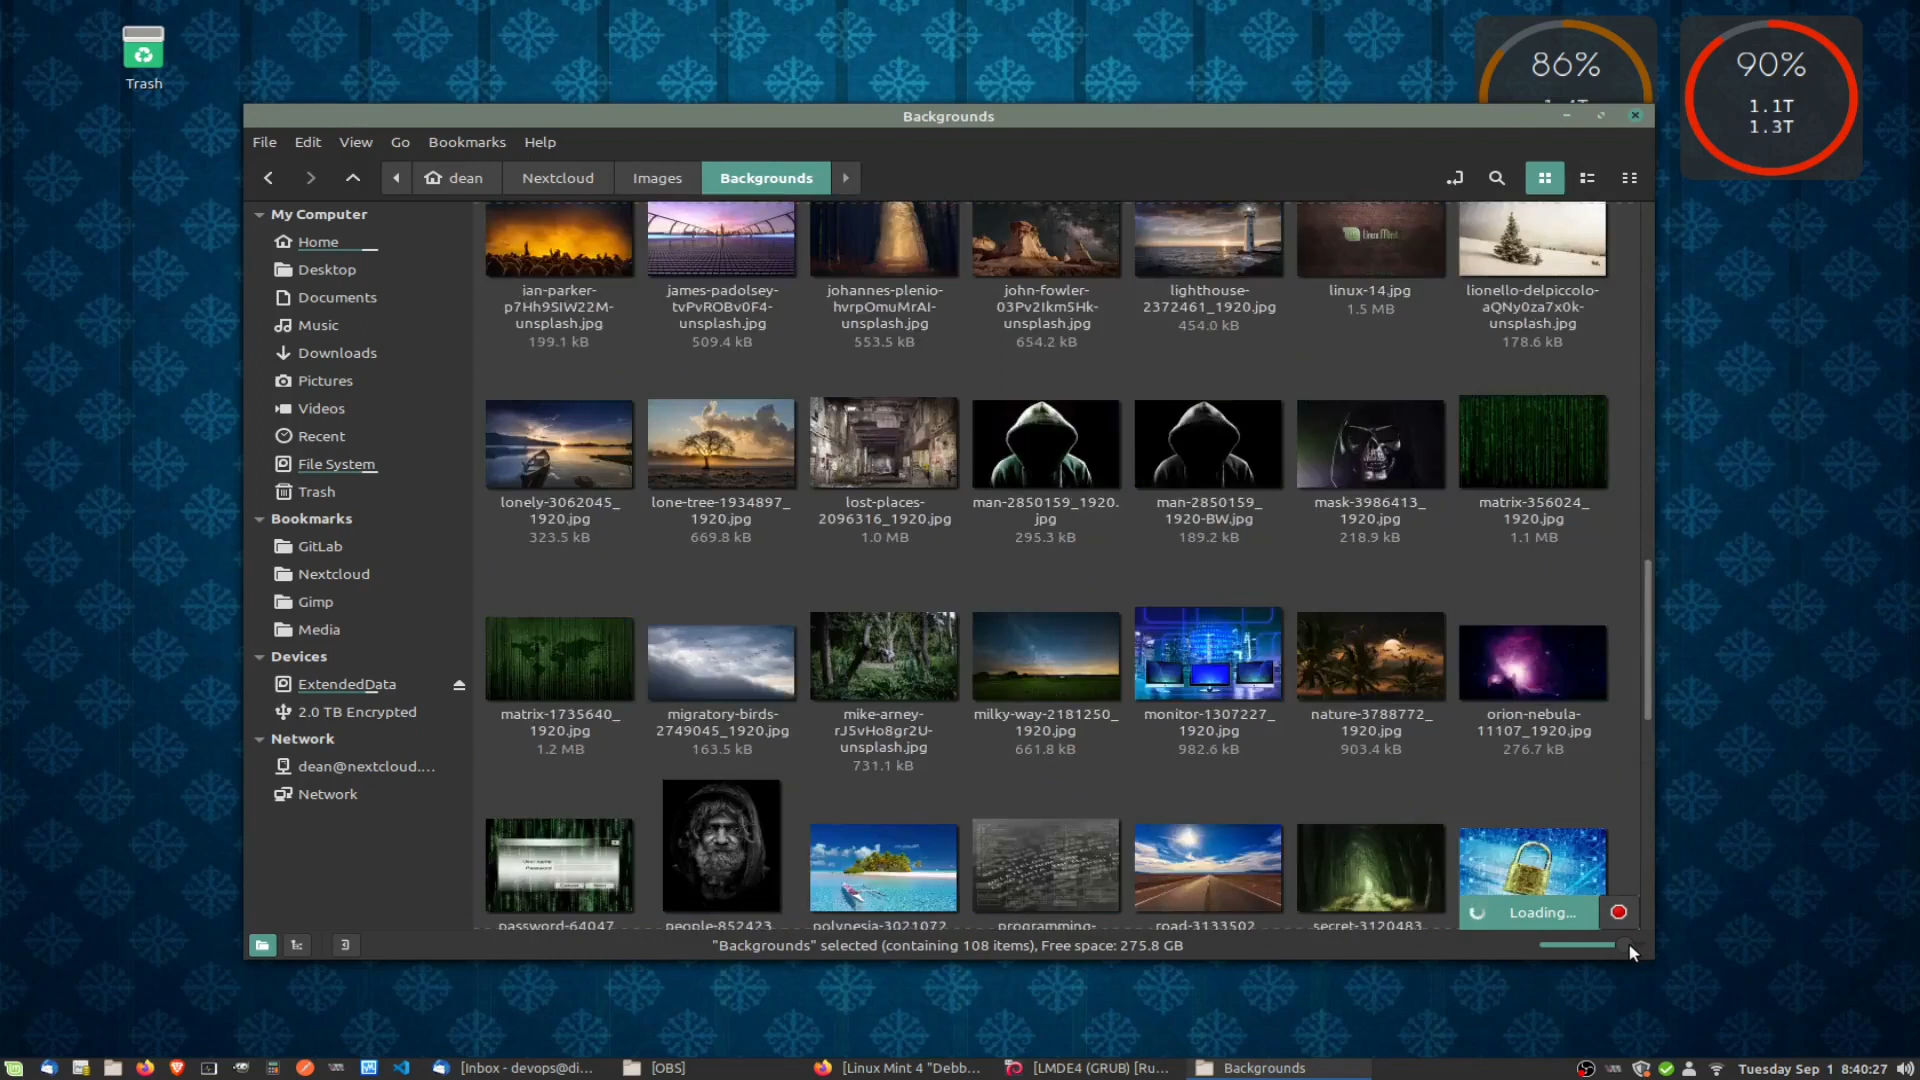 Trash
86%
90%
1.1T
1.3T
Backgrounds
File Edit View Go Bookmarks Help
dean Nextcloud Images Backgrounds
My Computer
Home
Desktop
Documents
Music
Downloads
Pictures
Videos
Recent
File System
Trash
Bookmarks
GitLab
Nextcloud
Gimp
Media
Devices
ExtendedData
2.0 TB Encrypted
Network
dean@nextcloud....
Network
ian-parker-
p7Hh9SIW22M-
unsplash.jpg
199.1 kB
james-padolsey-
tvPvROBv0F4-
unsplash.jpg
509.4 kB
johannes-plenio-
hvrpOmuMrAI-
unsplash.jpg
553.5 kB
john-fowler-
03Pv2Ikm5Hk-
unsplash.jpg
654.2 kB
lighthouse-
2372461_1920.jpg
454.0 kB
linux-14.jpg
1.5 MB
lionello-delpiccolo-
aQNy0za7x0k-
unsplash.jpg
178.6 kB
lonely-3062045_
1920.jpg
323.5 kB
lone-tree-1934897_
1920.jpg
669.8 kB
lost-places-
2096316_1920.jpg
1.0 MB
man-2850159_1920.
jpg
295.3 kB
man-2850159_
1920-BW.jpg
189.2 kB
mask-3986413_
1920.jpg
218.9 kB
matrix-356024_
1920.jpg
1.1 MB
matrix-1735640_
1920.jpg
1.2 MB
migratory-birds-
2749045_1920.jpg
163.5 kB
mike-arney-
rJ5vHo8gr2U-
unsplash.jpg
731.1 kB
milky-way-2181250_
1920.jpg
661.8 kB
monitor-1307227_
1920.jpg
982.6 kB
nature-3788772_
1920.jpg
903.4 kB
orion-nebula-
11107_1920.jpg
276.7 kB
password-64047
people-852423
polynesia-3021072
programming-
road-3133502
secret-3120483
Loading...
"Backgrounds" selected (containing 108 items), Free space: 275.8 GB
[Inbox - devops@di...
[OBS]
[Linux Mint 4 "Debb...
[LMDE4 (GRUB) [Ru...
Backgrounds
Tuesday Sep 1 8:40:27